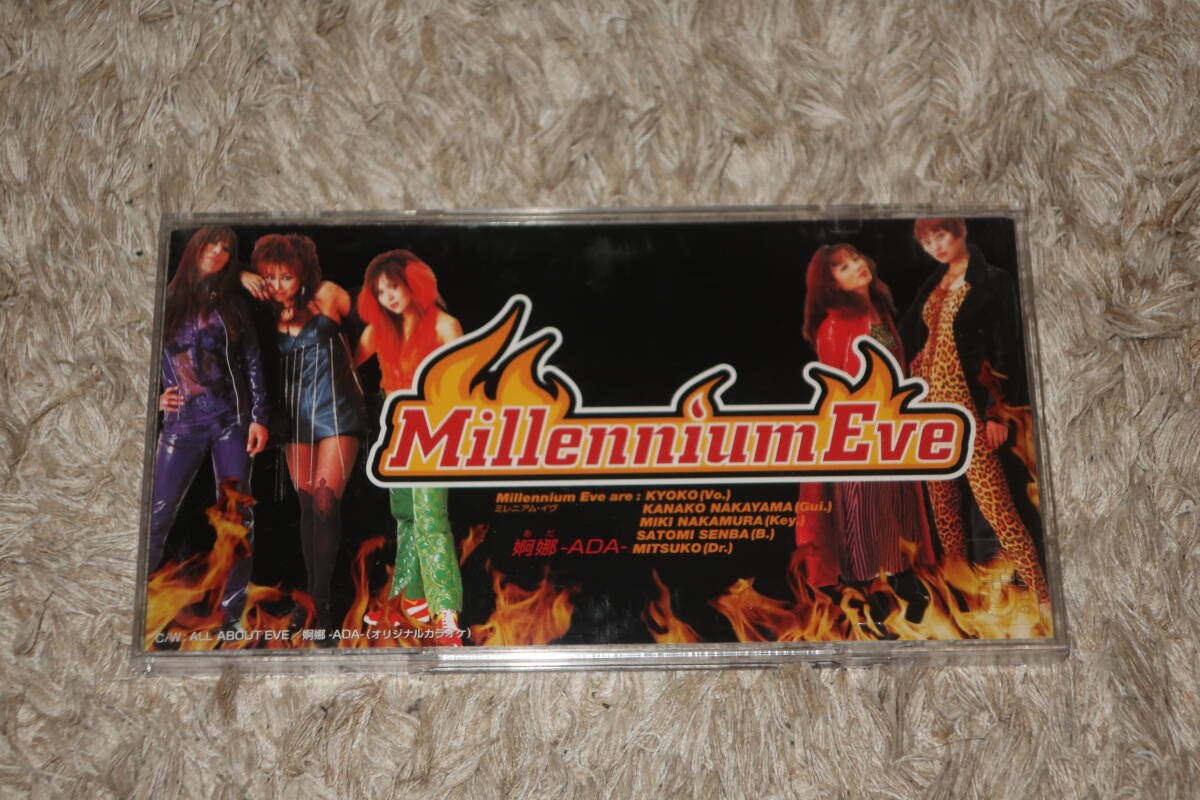 Millennium Eve
Millennium Eve are : KYOKO(Vo.)
ミレニアム・イヴ
KANAKO NAKAYAMA(Gui.)
MIKI NAKAMURA(Key.)
SATOMI SENBA(B.)
MITSUKO(Dr.)
あだ
婀娜-ADA-
C/W : ALL ABOUT EVE／婀娜-ADA-(オリジナルカラオケ)